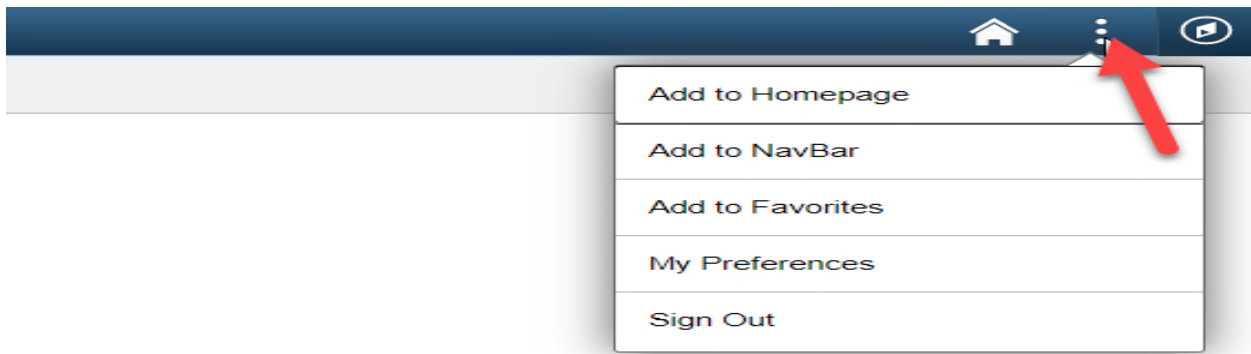 Add to Homepage
Add to NavBar
Add to Favorites
My Preferences
Sign Out